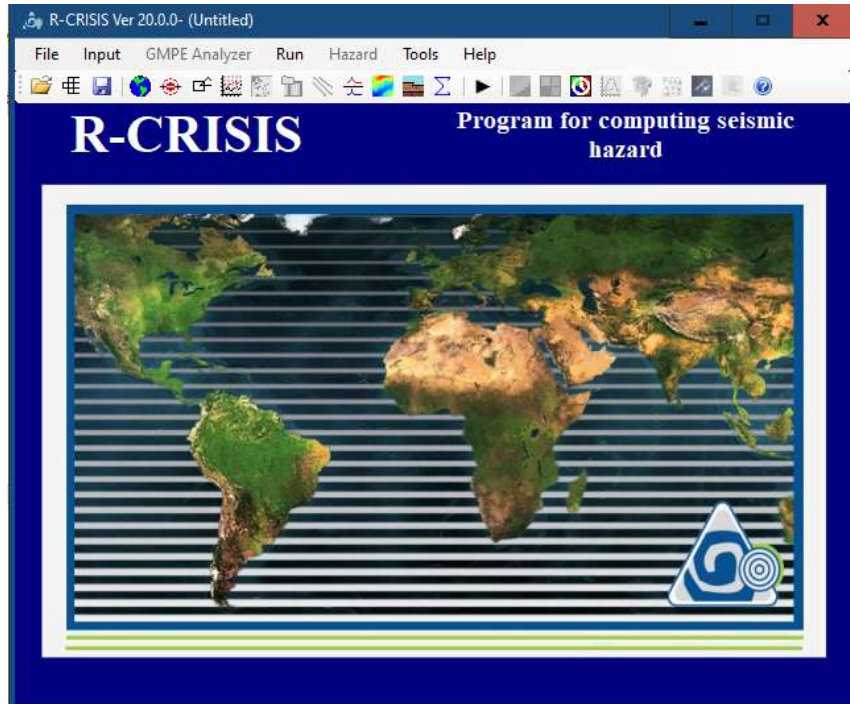 R-CRISIS Ver 20.0.0- (Untitled)
File Input GMPE Analyzer Run Hazard Tools Help
R-CRISIS
Program for computing seismic
hazard